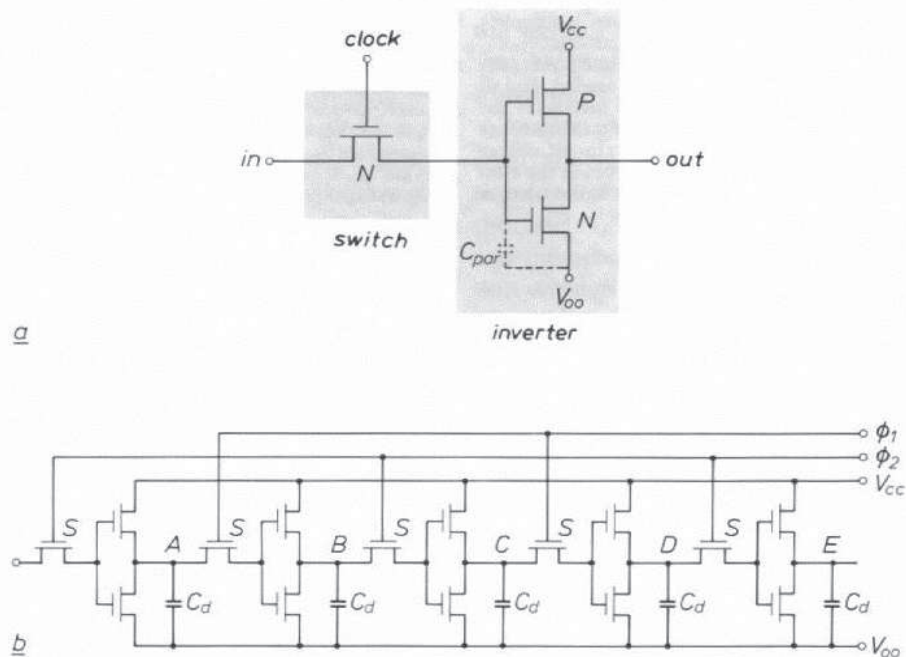 clock
Vcc
P
in
N
out
N
switch
Cpar
Voo
inverter
a
ϕ1
ϕ2
Vcc
S A S B S C S D S E
Cd Cd Cd Cd Cd
b
Voo